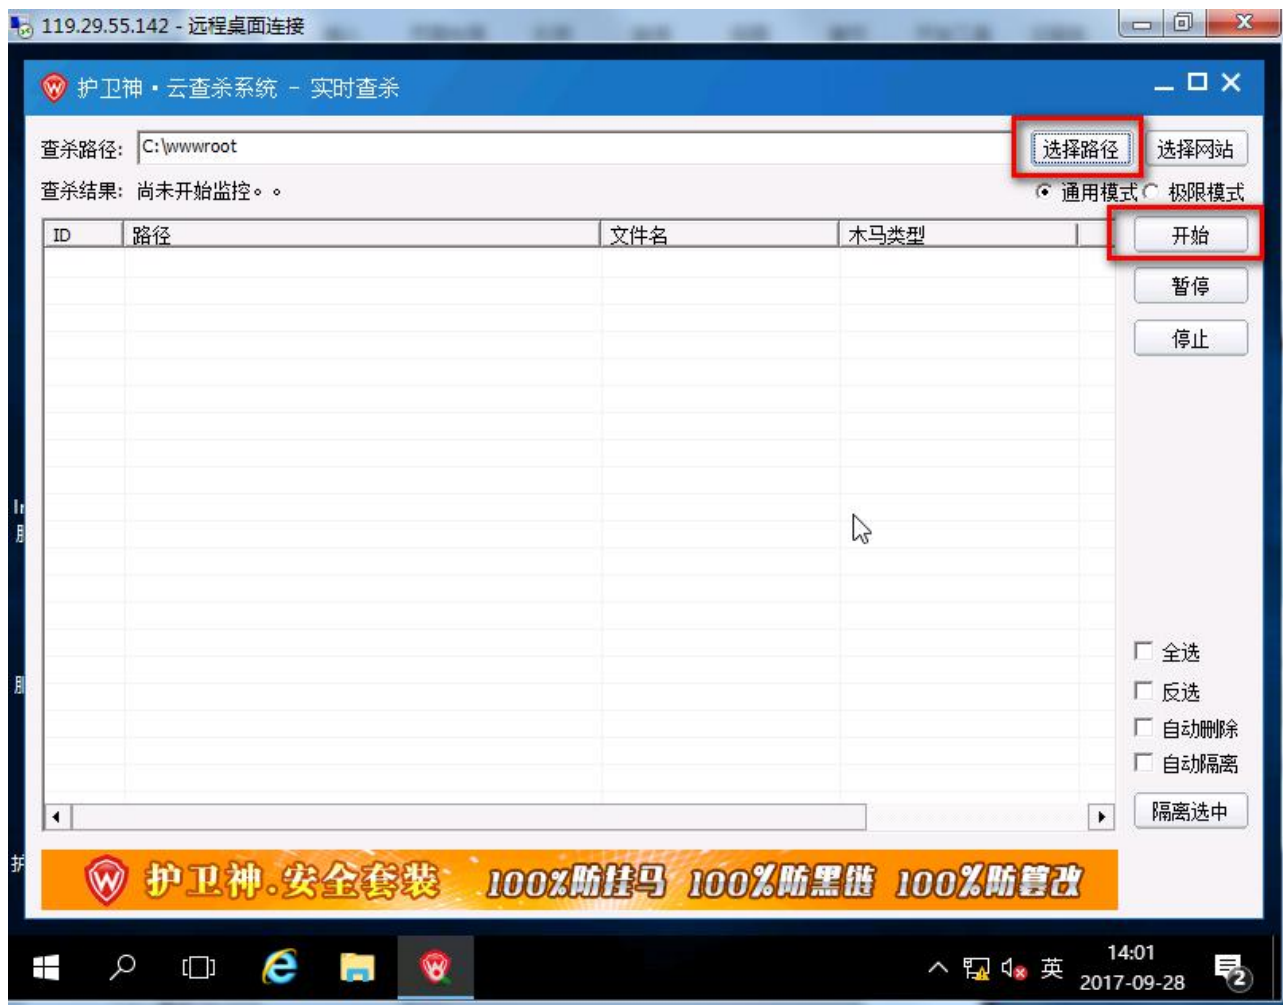 119.29.55.142 - 远程桌面连接
护卫神·云查杀系统 - 实时查杀
查杀路径: C:\wwwroot 选择路径 选择网站
查杀结果: 尚未开始监控。。 通用模式 极限模式
ID 路径 文件名 木马类型 开始
暂停
停止
全选
反选
自动删除
自动隔离
隔离选中
护卫神.安全套装 100%防挂马 100%防黑链 100%防篡改
英 14:01
2017-09-28 2